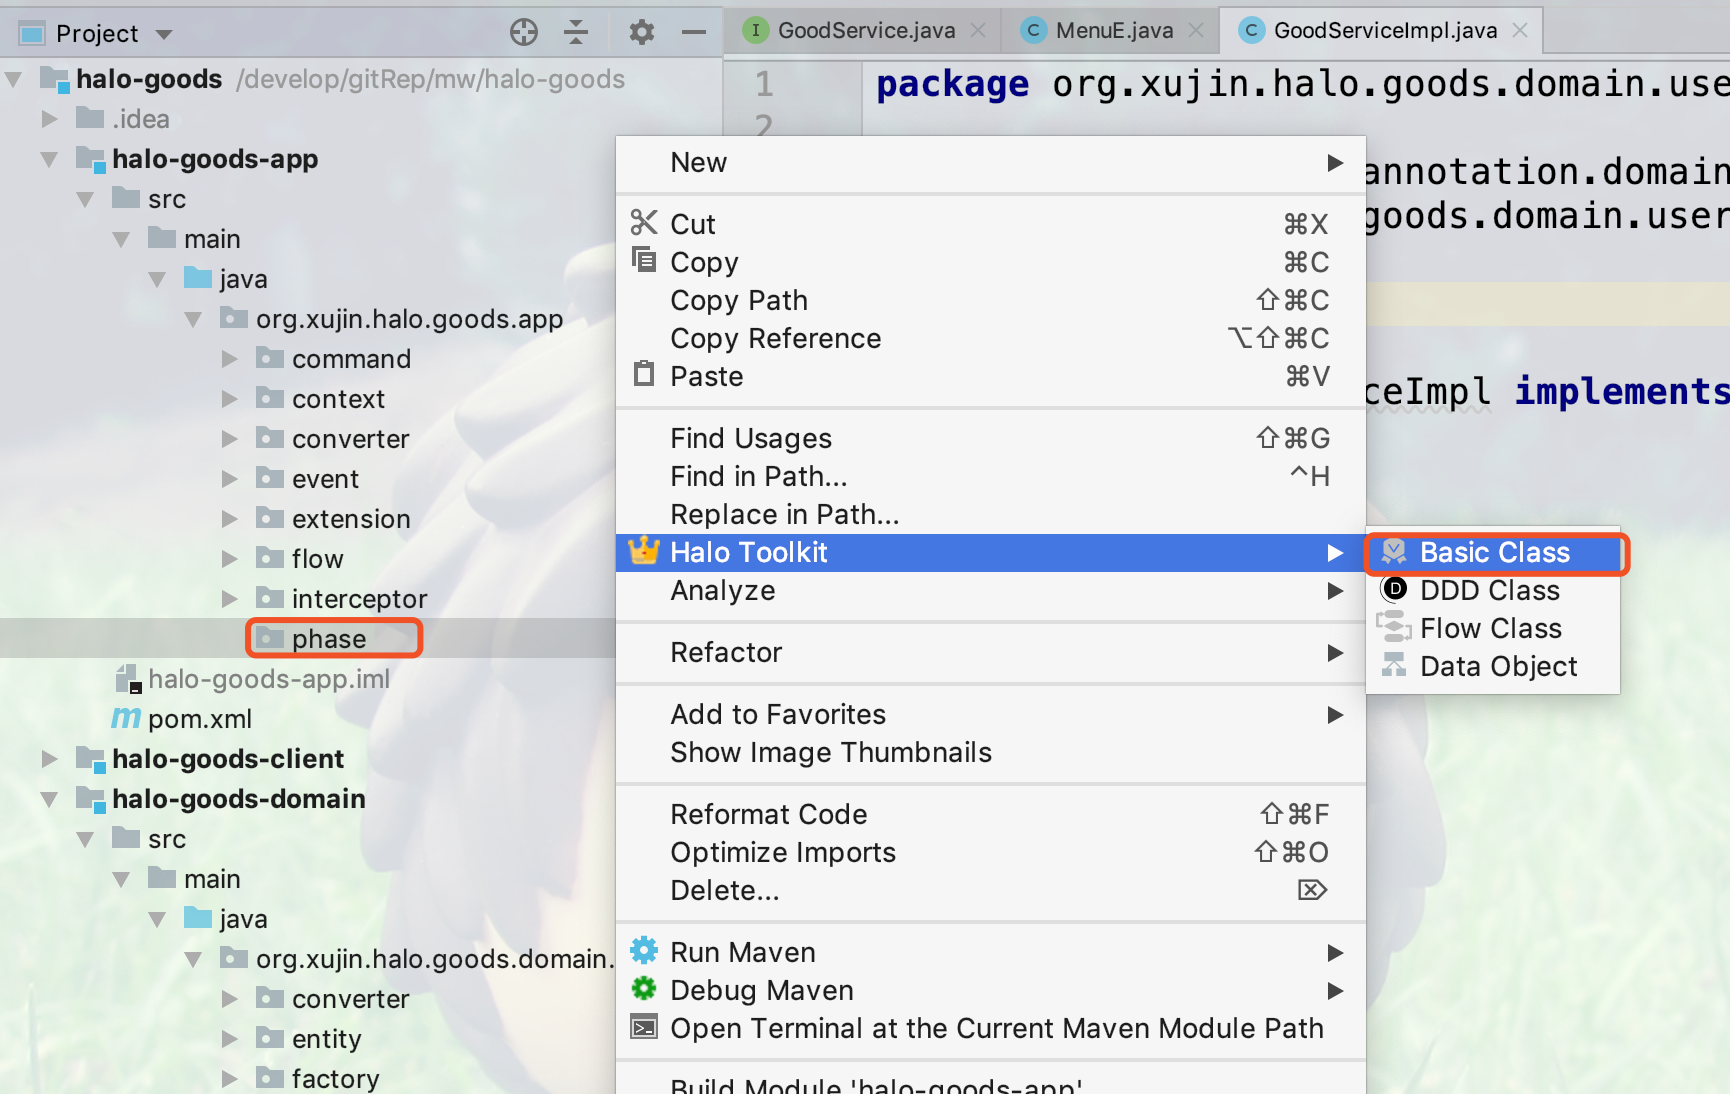 Project
GoodService.java
MenuE.java
GoodServiceImpl.java
halo-goods /develop/gitRep/mw/halo-goods
.idea
halo-goods-app
src
main
java
org.xujin.halo.goods.app
command
context
converter
event
extension
flow
interceptor
phase
halo-goods-app.iml
pom.xml
halo-goods-client
halo-goods-domain
src
main
java
org.xujin.halo.goods.domain.
converter
entity
factory
1
package org.xujin.halo.goods.domain.use
2
annotation.domain
goods.domain.user
ceImpl implements
New
Cut ⌘X
Copy ⌘C
Copy Path ⇧⌘C
Copy Reference ⌥⇧⌘C
Paste ⌘V
Find Usages ⇧⌘G
Find in Path... ^H
Replace in Path...
Halo Toolkit
Analyze
Refactor
Add to Favorites
Show Image Thumbnails
Reformat Code ⇧⌘F
Optimize Imports ⇧⌘O
Delete... ⌦
Run Maven
Debug Maven
Open Terminal at the Current Maven Module Path
Build Module 'halo-goods-app'
Basic Class
DDD Class
Flow Class
Data Object